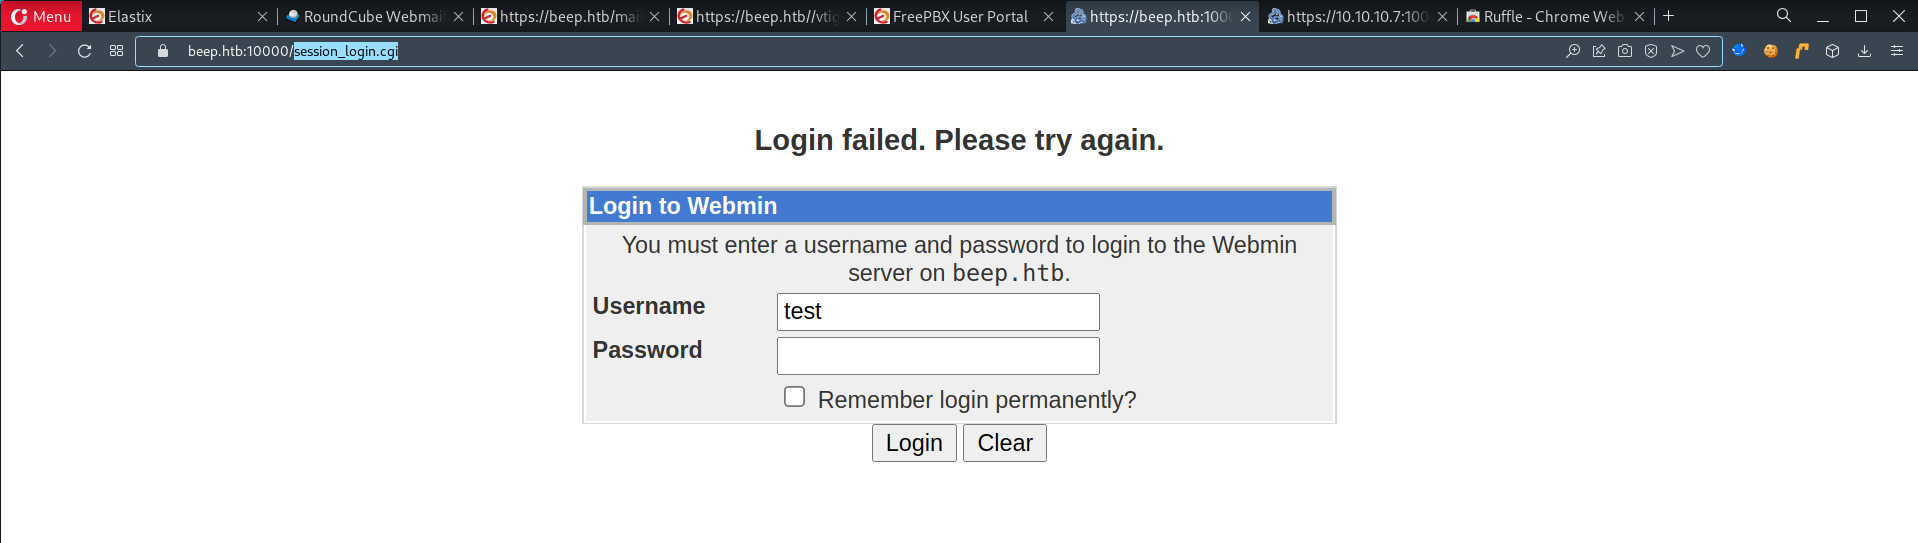 Menu
Elastix
RoundCube Webmail
https://beep.htb/mai
https://beep.htb//vtig
FreePBX User Portal
https://beep.htb:1000
https://10.10.10.7:100
Ruffle - Chrome Web
beep.htb:10000/session_login.cgi
Login failed. Please try again.
Login to Webmin
You must enter a username and password to login to the Webmin
server on beep.htb.
Username test
Password
Remember login permanently?
Login Clear